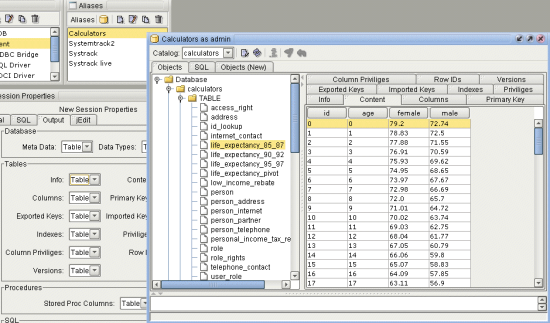 Aliases
DB
Aliases
ent
Calculators
DBC Bridge
Systemtrack2
QL Driver
Systrack
OCI Driver
Systrack live
ession Properties
New Session Properties
al SQL Output jEdit
Database
Meta Data: Table Data Types: T
Tables
Info: Table Conte
Columns: Table Primary Key
Exported Keys: Table Imported Key
Indexes: Table Privilige
Column Priviliges: Table Row I
Versions: Table
Procedures
Stored Proc Columns: Table
SQL
Calculators as admin
Catalog: calculators
Objects SQL Objects (New)
Database
calculators
TABLE
access_right
address
id_lookup
internet_contact
life_expectancy_85_87
life_expectancy_90_92
life_expectancy_95_97
life_expectancy_pivot
low_income_rebate
person
person_address
person_internet
person_partner
person_telephone
personal_income_tax_re
role
role_rights
telephone_contact
user_role
Column Priviliges Row IDs Versions
Exported Keys Imported Keys Indexes Priviliges
Info Content Columns Primary Key
id age female male
0 0 79.2 72.74
1 1 78.83 72.5
2 2 77.88 71.55
3 3 76.91 70.59
4 4 75.93 69.62
5 5 74.95 68.65
6 6 73.97 67.67
7 7 72.98 66.69
8 8 72.0 65.7
9 9 71.01 64.72
10 10 70.02 63.74
11 11 69.03 62.75
12 12 68.04 61.77
13 13 67.05 60.79
14 14 66.06 59.8
15 15 65.07 58.83
16 16 64.09 57.85
17 17 63.11 56.9